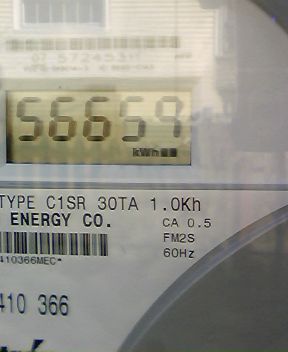 56659
kWh
TYPE C1SR 30TA 1.0Kh
ENERGY CO.
CA 0.5
FM2S
60Hz
410366MEC*
410 366